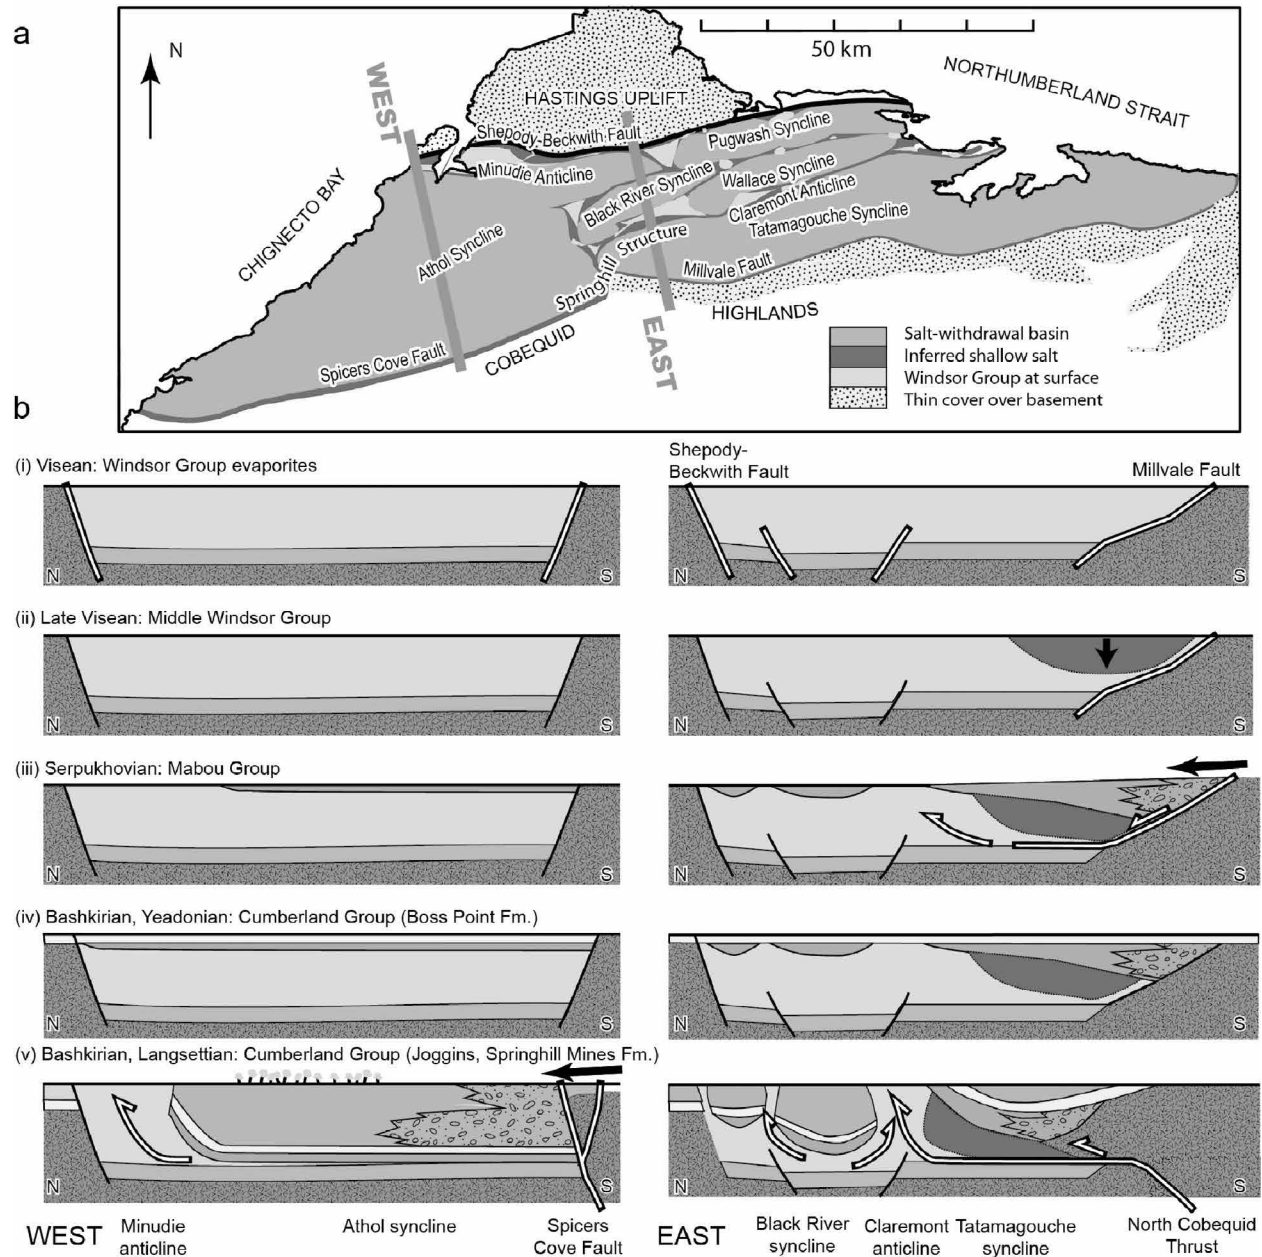 a
N
50 km
WEST
HASTINGS UPLIFT
NORTHUMBERLAND STRAIT
Shepody-Beckwith Fault
Pugwash Syncline
Minudie Anticline
Black River Syncline
Wallace Syncline
Claremont Anticline
Tatamagouche Syncline
CHIGNECTO BAY
Athol Syncline
Springhill Structure
Millvale Fault
EAST
HIGHLANDS
COBEQUID
Spicers Cove Fault
Salt-withdrawal basin
Inferred shallow salt
Windsor Group at surface
Thin cover over basement
b
(i) Visean: Windsor Group evaporites
Shepody-
Beckwith Fault
Millvale Fault
N
S
N
S
(ii) Late Visean: Middle Windsor Group
N
S
N
S
(iii) Serpukhovian: Mabou Group
N
S
N
S
(iv) Bashkirian, Yeadonian: Cumberland Group (Boss Point Fm.)
N
S
N
S
(v) Bashkirian, Langsettian: Cumberland Group (Joggins, Springhill Mines Fm.)
N
S
N
S
WEST
Minudie
anticline
Athol syncline
Spicers
Cove Fault
EAST
Black River
syncline
Claremont
anticline
Tatamagouche
syncline
North Cobequid
Thrust